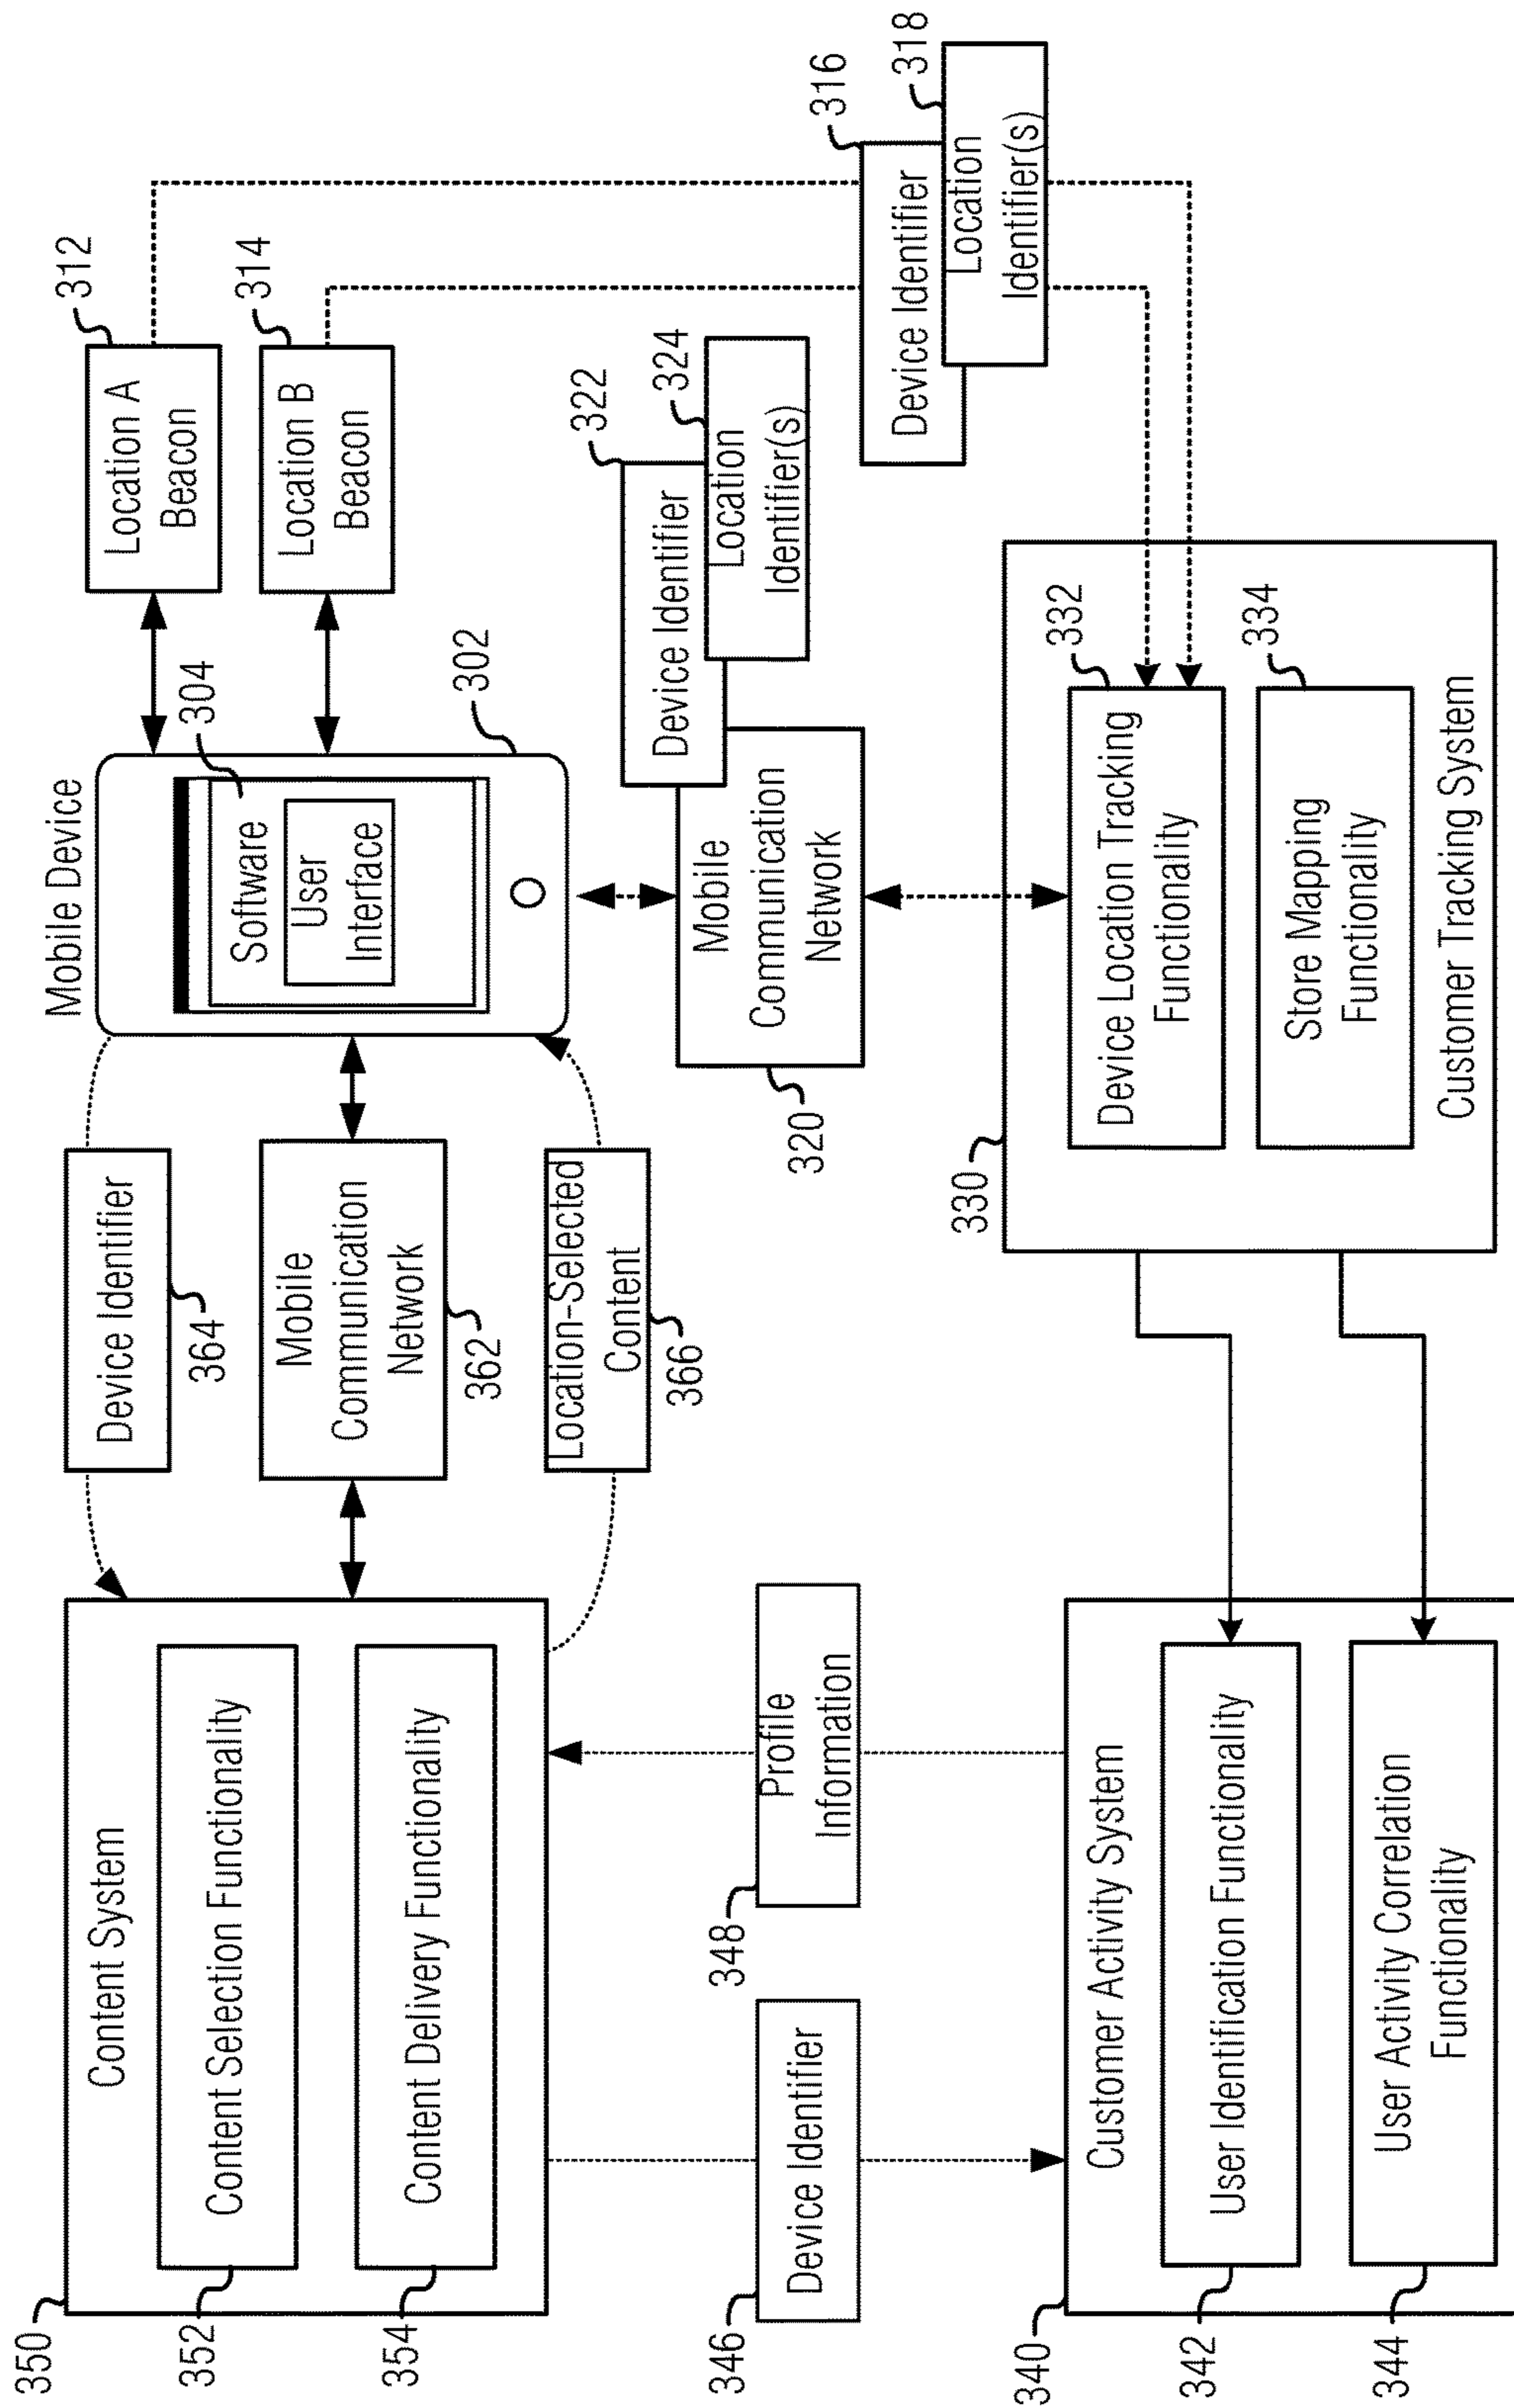 350
Content System
352
Content Selection Functionality
354
Content Delivery Functionality
Device Identifier
364
Mobile
Communication
Network
362
Location-Selected
Content
366
Mobile Device
304
Software
User
Interface
302
Location A
Beacon
312
Location B
Beacon
314
322
Device Identifier
324
Location
Identifier(s)
Mobile
Communication
Network
320
316
Device Identifier
318
Location
Identifier(s)
346
Device Identifier
348
Profile
Information
340
Customer Activity System
342
User Identification Functionality
344
User Activity Correlation
Functionality
330
332
Device Location Tracking
Functionality
334
Store Mapping
Functionality
Customer Tracking System